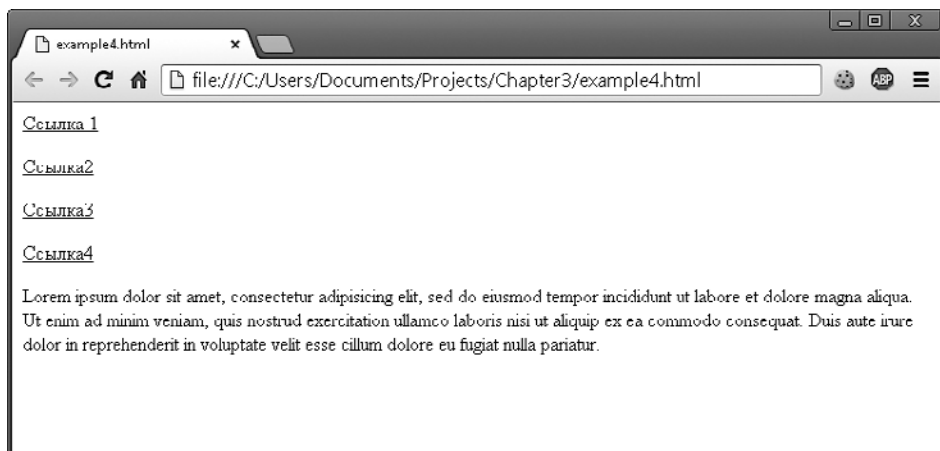 example4.html
file:///C:/Users/Documents/Projects/Chapter3/example4.html
ABP
Ссылка 1
Ссылка2
Ссылка3
Ссылка4
Lorem ipsum dolor sit amet, consectetur adipisicing elit, sed do eiusmod tempor incididunt ut labore et dolore magna aliqua.
Ut enim ad minim veniam, quis nostrud exercitation ullamco laboris nisi ut aliquip ex ea commodo consequat. Duis aute irure
dolor in reprehenderit in voluptate velit esse cillum dolore eu fugiat nulla pariatur.